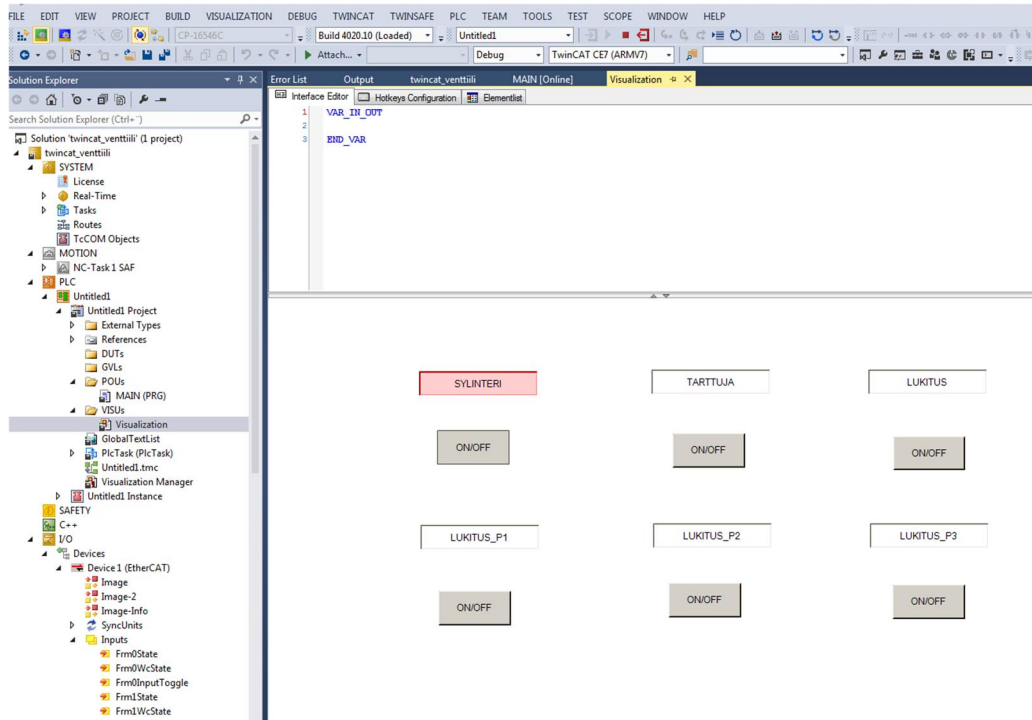 FILE EDIT VIEW PROJECT BUILD VISUALIZATION DEBUG TWINCAT TWINSAFE PLC TEAM TOOLS TEST SCOPE WINDOW HELP
CP-16546C Build 4020.10 (Loaded) Untitled1
Attach... Debug TwinCAT CE7 (ARMV7)
Solution Explorer
Error List Output twincat_venttiili MAIN [Online] Visualization
Interface Editor Hotkeys Configuration Elementlist
Search Solution Explorer (Ctrl+¨)
1 VAR_IN_OUT
2
3 END_VAR
Solution 'twincat_venttiili' (1 project)
twincat_venttiili
SYSTEM
License
Real-Time
Tasks
Routes
TcCOM Objects
MOTION
NC-Task 1 SAF
PLC
Untitled1
Untitled1 Project
External Types
References
DUTs
GVLs
POUs
MAIN (PRG)
VISUs
Visualization
GlobalTextList
PlcTask (PlcTask)
Untitled1.tmc
Visualization Manager
Untitled1 Instance
SAFETY
C++
I/O
Devices
Device 1 (EtherCAT)
Image
Image-2
Image-Info
SyncUnits
Inputs
Frm0State
Frm0WcState
Frm0InputToggle
Frm1State
Frm1WcState
SYLINTERI TARTTUJA LUKITUS
ON/OFF ON/OFF ON/OFF
LUKITUS_P1 LUKITUS_P2 LUKITUS_P3
ON/OFF ON/OFF ON/OFF